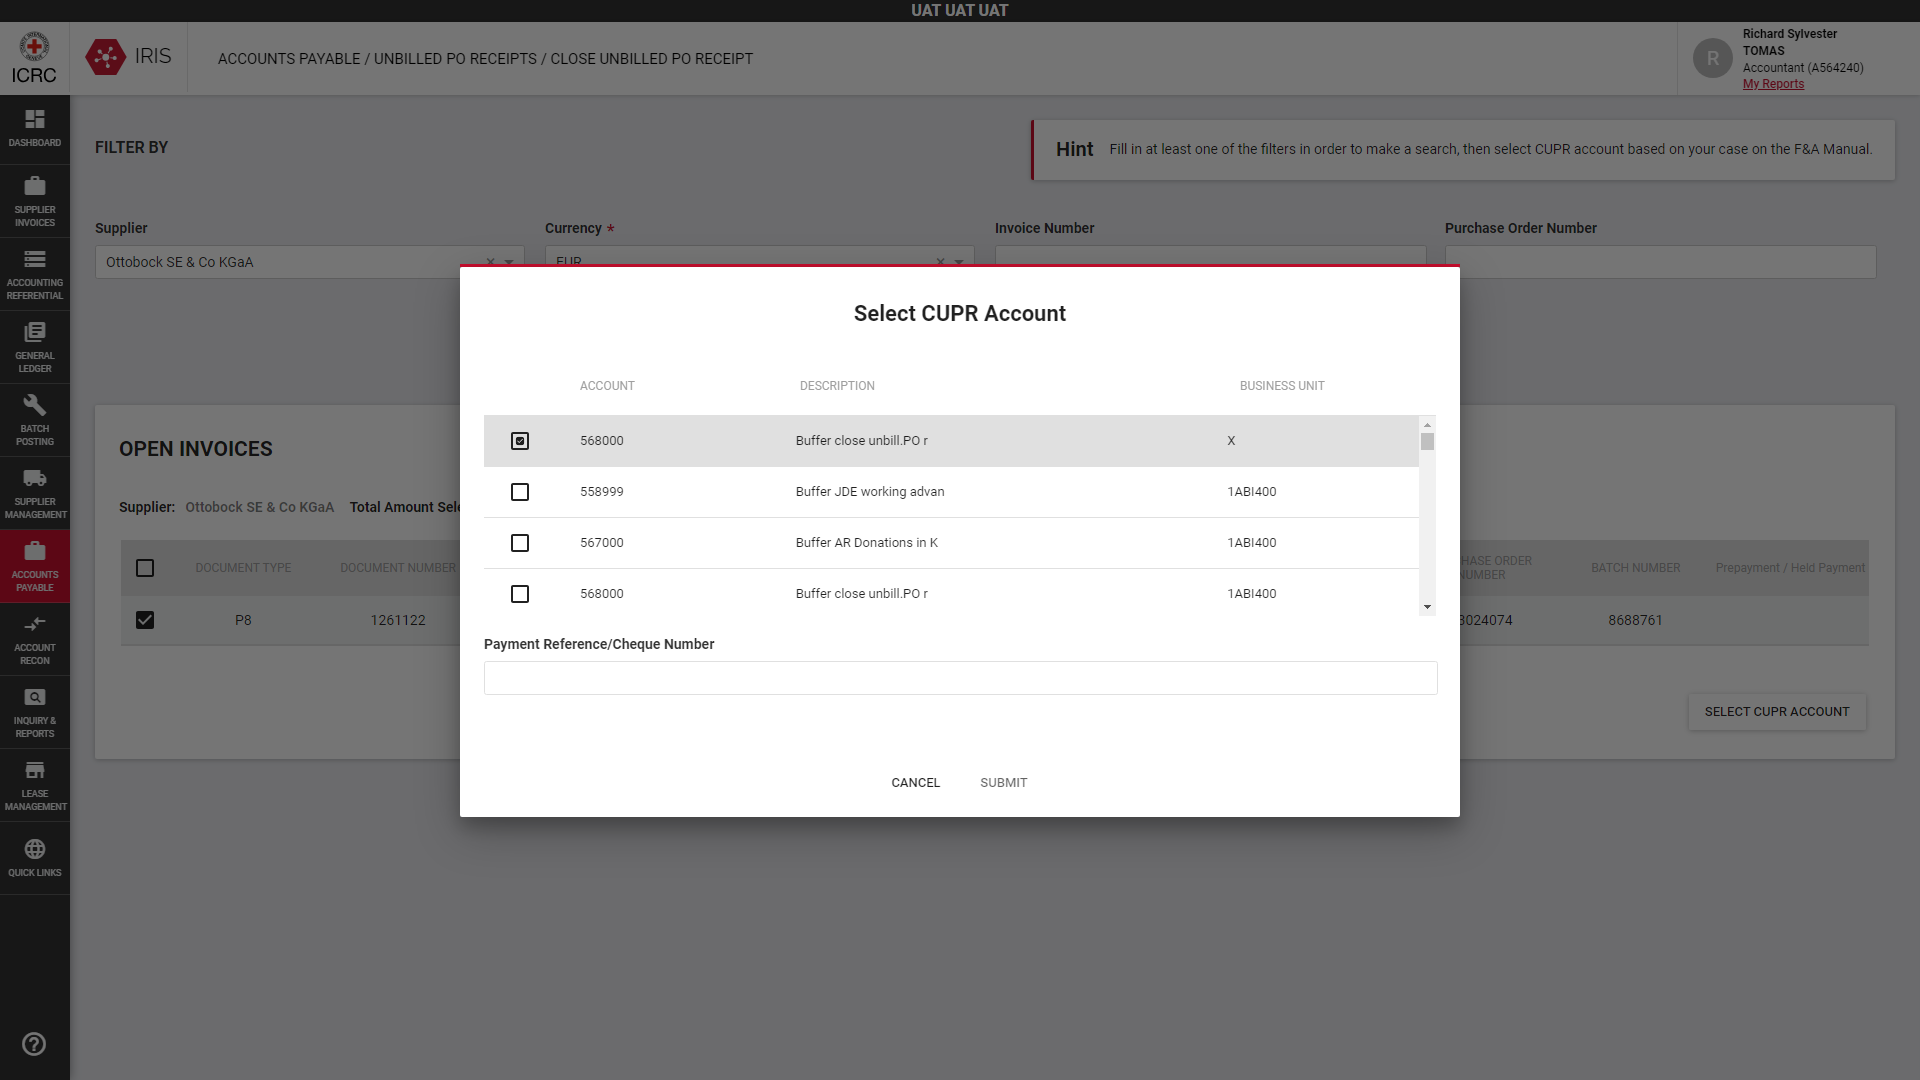 UAT UAT UAT
ICRC
IRIS
ACCOUNTS PAYABLE / UNBILLED PO RECEIPTS / CLOSE UNBILLED PO RECEIPT
R
Richard Sylvester
TOMAS
Accountant (A564240)
My Reports
DASHBOARD
SUPPLIER
INVOICES
ACCOUNTING
REFERENTIAL
GENERAL
LEDGER
BATCH
POSTING
SUPPLIER
MANAGEMENT
ACCOUNTS
PAYABLE
ACCOUNT
RECON
INQUIRY &
REPORTS
LEASE
MANAGEMENT
QUICK LINKS
FILTER BY
Hint Fill in at least one of the filters in order to make a search, then select CUPR account based on your case on the F&A Manual.
Supplier
Currency *
Invoice Number
Purchase Order Number
Ottobock SE & Co KGaA
EUR
OPEN INVOICES
Supplier: Ottobock SE & Co KGaA Total Amount Sele
DOCUMENT TYPE
DOCUMENT NUMBER
HASE ORDER
NUMBER
BATCH NUMBER
Prepayment / Held Payment
P8
1261122
3024074
8688761
SELECT CUPR ACCOUNT
Select CUPR Account
ACCOUNT DESCRIPTION BUSINESS UNIT
568000 Buffer close unbill.PO r X
558999 Buffer JDE working advan 1ABI400
567000 Buffer AR Donations in K 1ABI400
568000 Buffer close unbill.PO r 1ABI400
Payment Reference/Cheque Number
CANCEL SUBMIT